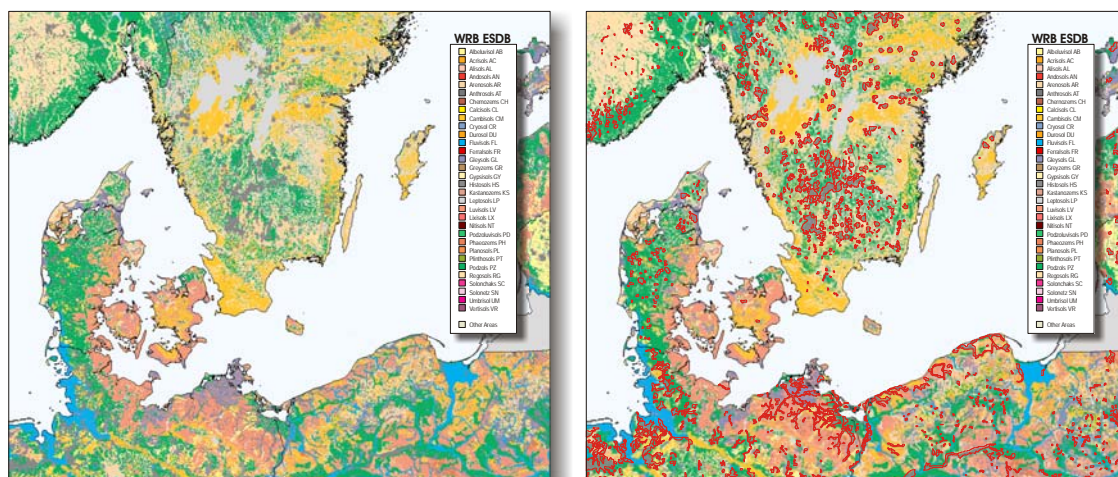 WRB ESDB
Albeluvisol AB
Acrisols AC
Alisols AL
Andosols AN
Arenosols AR
Anthrosols AT
Chernozems CH
Calcisols CL
Cambisols CM
Cryosol CR
Durosol DU
Fluvisols FL
Ferralsols FR
Gleysols GL
Greyzems GR
Gypsisols GY
Histosols HS
Kastanozems KS
Leptosols LP
Luvisols LV
Lixisols LX
Nitisols NT
Podzoluvisols PD
Phaeozems PH
Planosols PL
Plinthosols PT
Podzols PZ
Regosols RG
Solonchaks SC
Solonetz SN
Umbrisol UM
Vertisols VR
Other Areas
WRB ESDB
Albeluvisol AB
Acrisols AC
Alisols AL
Andosols AN
Arenosols AR
Anthrosols AT
Chernozems CH
Calcisols CL
Cambisols CM
Cryosol CR
Durosol DU
Fluvisols FL
Ferralsols FR
Gleysols GL
Greyzems GR
Gypsisols GY
Histosols HS
Kastanozems KS
Leptosols LP
Luvisols LV
Lixisols LX
Nitisols NT
Podzoluvisols PD
Phaeozems PH
Planosols PL
Plinthosols PT
Podzols PZ
Regosols RG
Solonchaks SC
Solonetz SN
Umbrisol UM
Vertisols VR
Other Areas